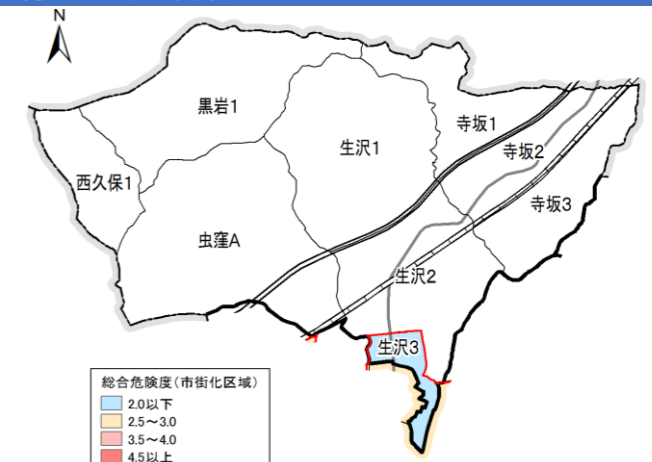 N
黒岩1
寺坂1
生沢1
寺坂2
西久保1
寺坂3
虫窪A
生沢2
生沢3
総合危険度(市街化区域)
2.0以下
2.5～3.0
3.5～4.0
4.5以上